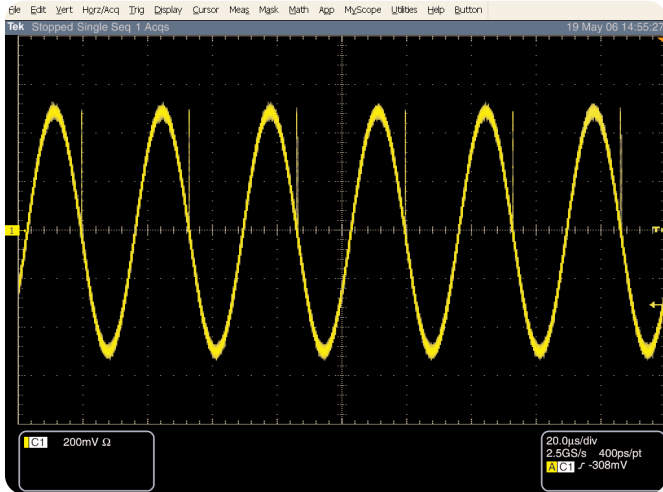 File Edit Vert Horz/Acq Trig Display Cursor Meas Mask Math App MyScope Utilities Help Button
Tek Stopped Single Seq 1 Acqs 19 May 06 14:55:27
1
T
C1 200mV Ω
20.0µs/div
2.5GS/s 400ps/pt
A C1 ⁄ -308mV